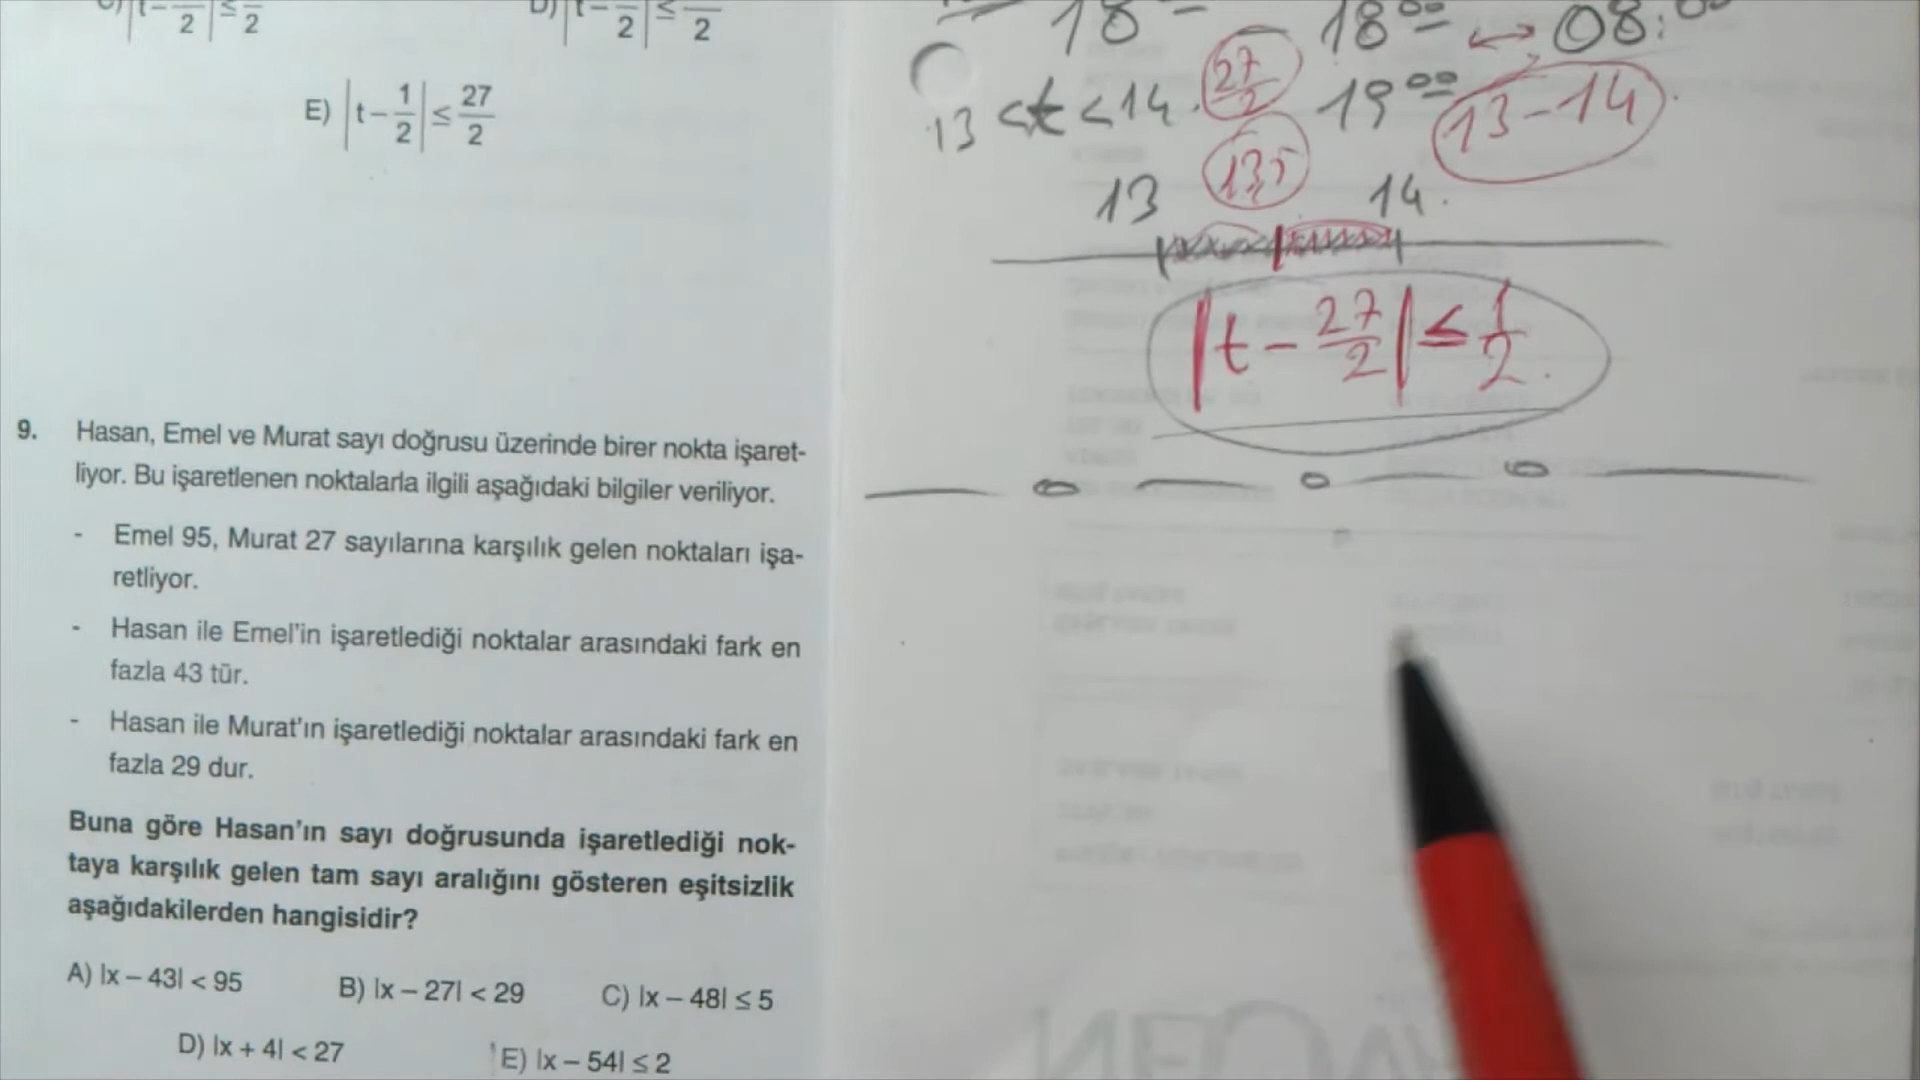 C) |t − /2| ≤ /2 D) |t − /2| ≤ /2
E) |t − 1/2| ≤ 27/2
18 18⁰⁰ ↔ 08:00
13 < t < 14 27/2 19⁰⁰ 13-14
13 13,5 14
|t − 27/2| ≤ 1/2
9. Hasan, Emel ve Murat sayı doğrusu üzerinde birer nokta işaret-
liyor. Bu işaretlenen noktalarla ilgili aşağıdaki bilgiler veriliyor.
- Emel 95, Murat 27 sayılarına karşılık gelen noktaları işa-
retliyor.
- Hasan ile Emel'in işaretlediği noktalar arasındaki fark en
fazla 43 tür.
- Hasan ile Murat'ın işaretlediği noktalar arasındaki fark en
fazla 29 dur.
Buna göre Hasan'ın sayı doğrusunda işaretlediği nok-
taya karşılık gelen tam sayı aralığını gösteren eşitsizlik
aşağıdakilerden hangisidir?
A) |x − 43| < 95 B) |x − 27| < 29 C) |x − 48| ≤ 5
D) |x + 4| < 27 E) |x − 54| ≤ 2